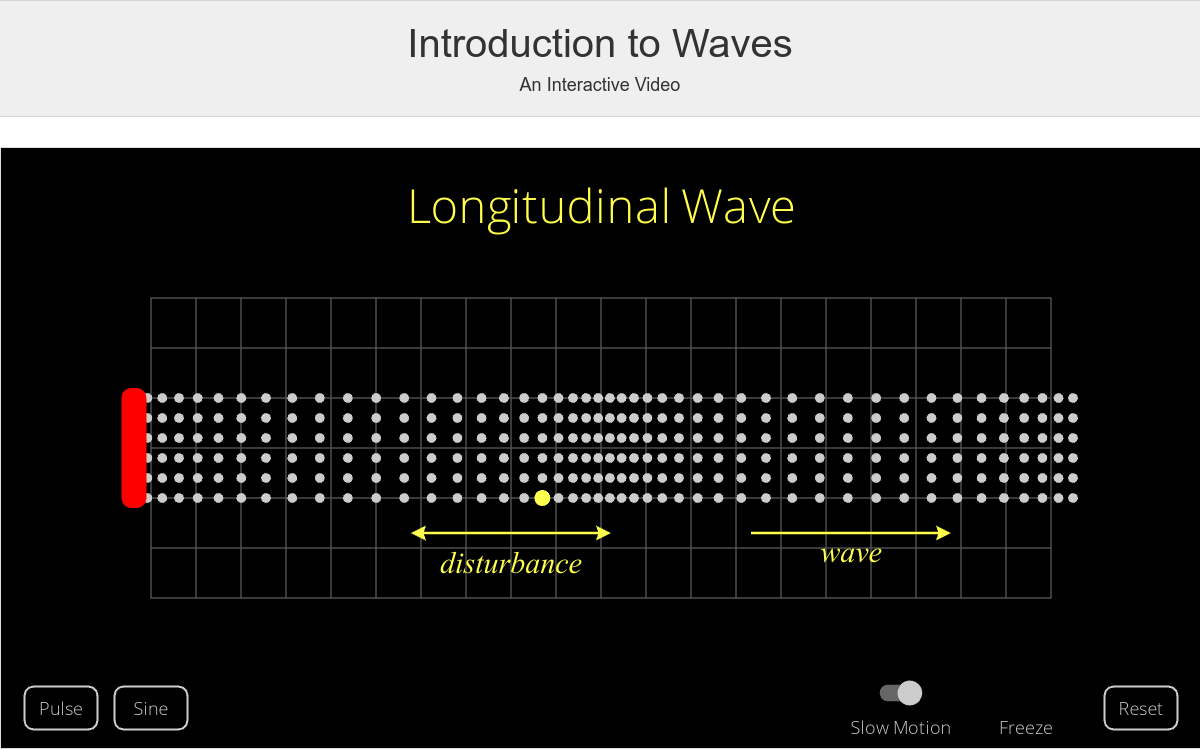 Introduction to Waves
An Interactive Video
Longitudinal Wave
disturbance
wave
Pulse
Sine
Slow Motion
Freeze
Reset